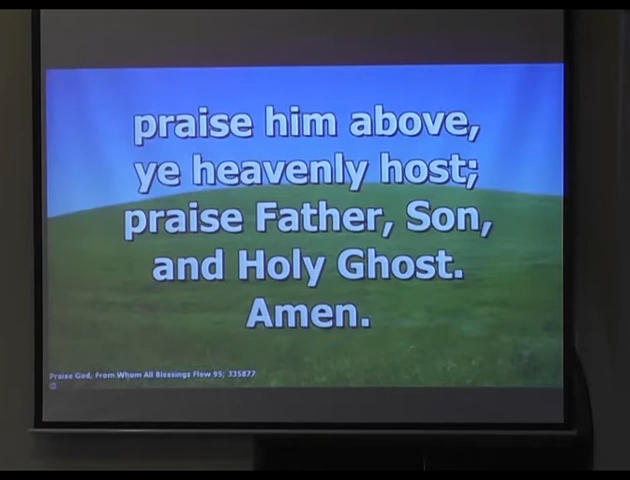 praise him above,
ye heavenly host;
praise Father, Son,
and Holy Ghost.
Amen.
Praise God, From Whom All Blessings Flow 95; 335877